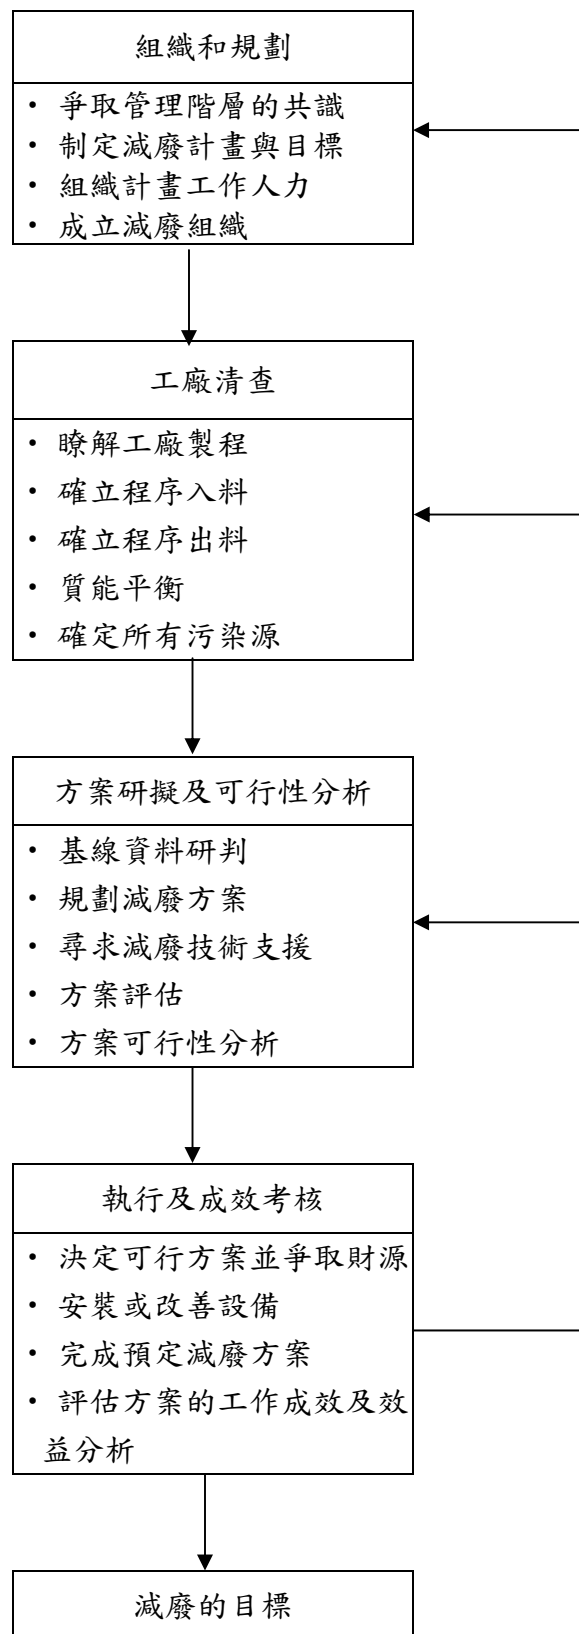 組織和規劃
· 爭取管理階層的共識
· 制定減廢計畫與目標
· 組織計畫工作人力
· 成立減廢組織
工廠清查
· 瞭解工廠製程
· 確立程序入料
· 確立程序出料
· 質能平衡
· 確定所有污染源
方案研擬及可行性分析
· 基線資料研判
· 規劃減廢方案
· 尋求減廢技術支援
· 方案評估
· 方案可行性分析
執行及成效考核
· 決定可行方案並爭取財源
· 安裝或改善設備
· 完成預定減廢方案
· 評估方案的工作成效及效
益分析
減廢的目標